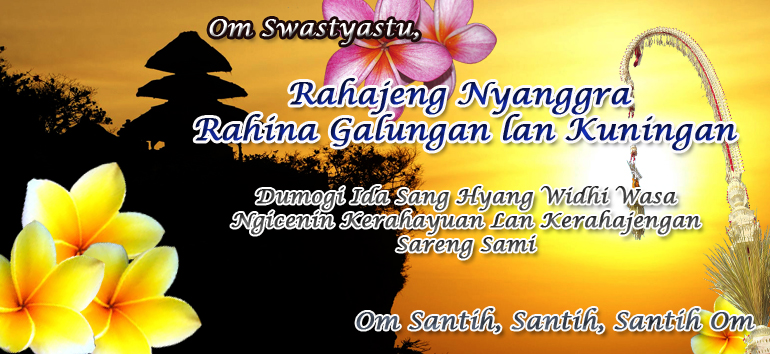 Om Swastyastu,
Rahajeng Nyanggra
Rahina Galungan lan Kuningan
Dumogi Ida Sang Hyang Widhi Wasa
Ngicenin Kerahayuan Lan Kerahajengan
Sareng Sami
Om Santih, Santih, Santih Om